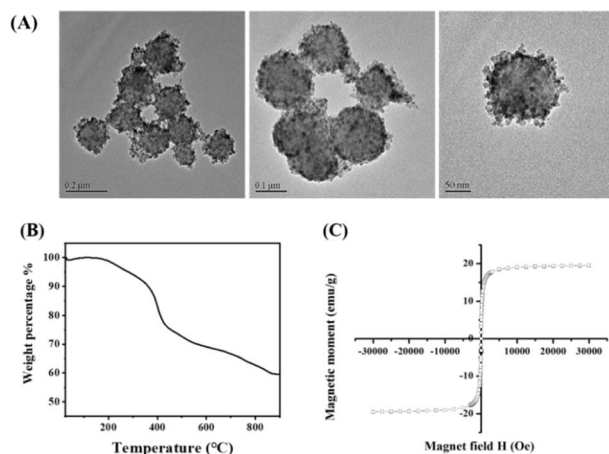 (A)
0.2 μm
0.1 μm
50 nm
(B)
Weight percentage %
100
90
80
70
60
50
0 200 400 600 800
Temperature (°C)
(C)
Magnetic moment (emu/g)
20
10
0
-10
-20
-30000 -20000 -10000 0 10000 20000 30000
Magnet field H (Oe)